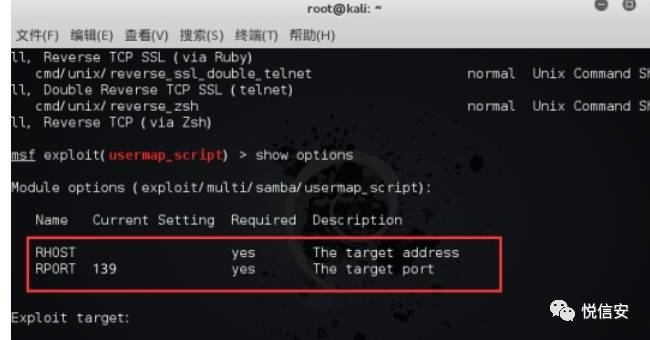 root@kali: ~
文件(F) 编辑(E) 查看(V) 搜索(S) 终端(T) 帮助(H)
ll, Reverse TCP SSL (via Ruby)
cmd/unix/reverse_ssl_double_telnet normal Unix Command Sh
ll, Double Reverse TCP SSL (telnet)
cmd/unix/reverse_zsh normal Unix Command Sh
ll, Reverse TCP (via Zsh)
msf exploit(usermap_script) > show options
Module options (exploit/multi/samba/usermap_script):
Name Current Setting Required Description
RHOST yes The target address
RPORT 139 yes The target port
Exploit target:
悦信安